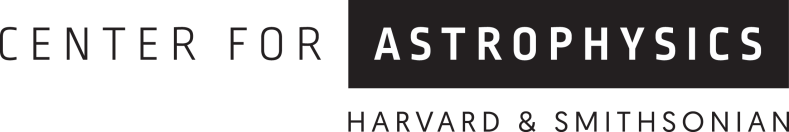 CENTER FOR ASTROPHYSICS
HARVARD & SMITHSONIAN